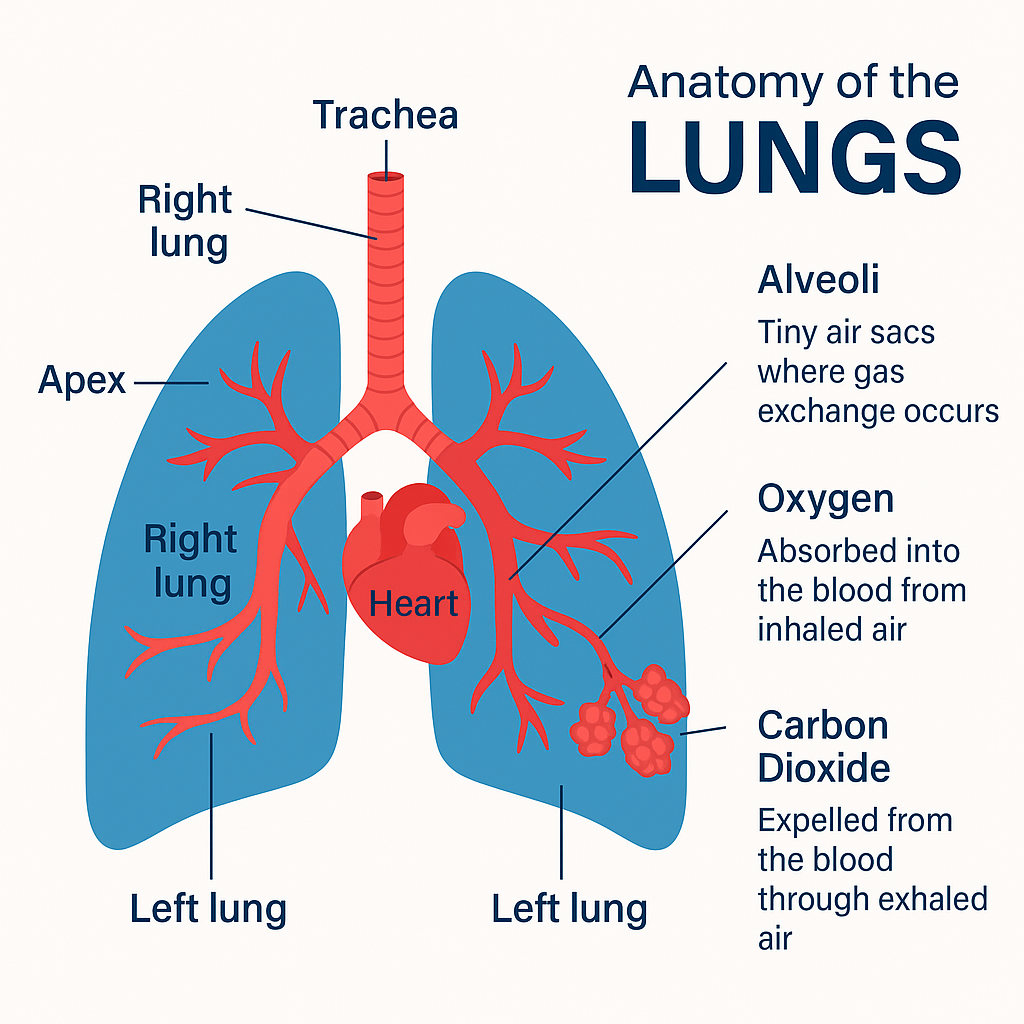 Anatomy of the
LUNGS
Trachea
Right
lung
Apex
Right
lung
Heart
Left lung
Left lung
Alveoli
Tiny air sacs
where gas
exchange occurs
Oxygen
Absorbed into
the blood from
inhaled air
Carbon
Dioxide
Expelled from
the blood
through exhaled
air